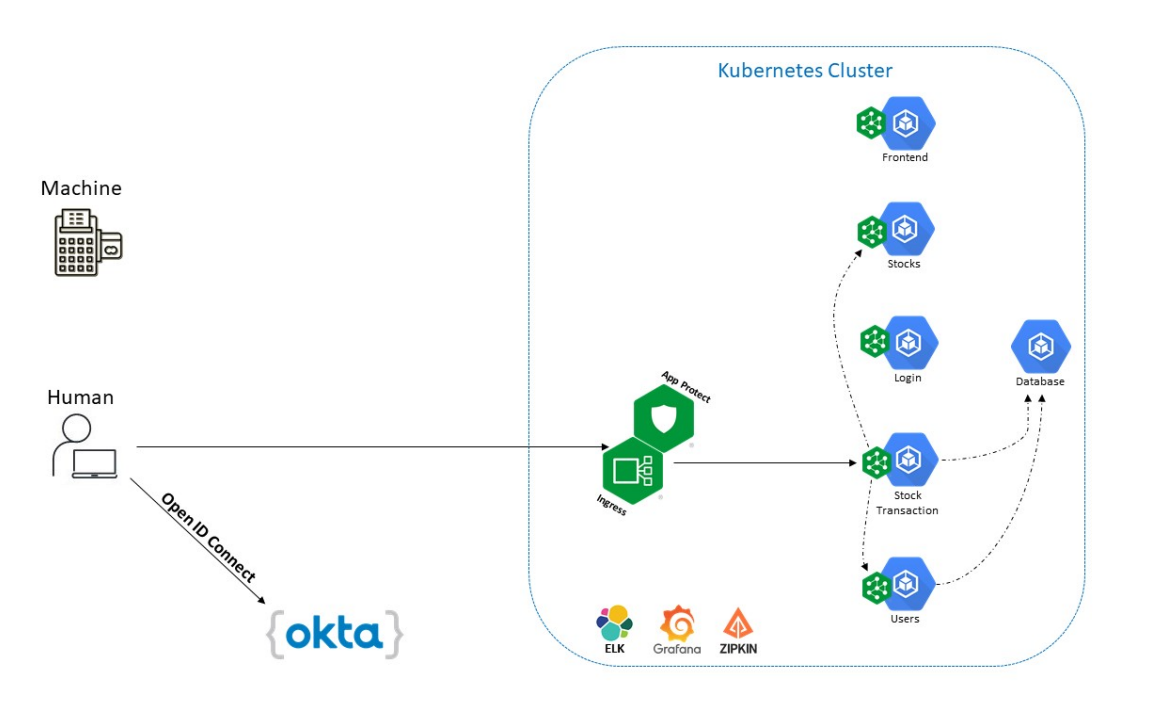 Kubernetes Cluster
Frontend
Machine
Stocks
Login
Database
Human
App Protect
Ingress
Stock
Transaction
Open ID Connect
{okta}
Users
ELK
Grafana
ZIPKIN